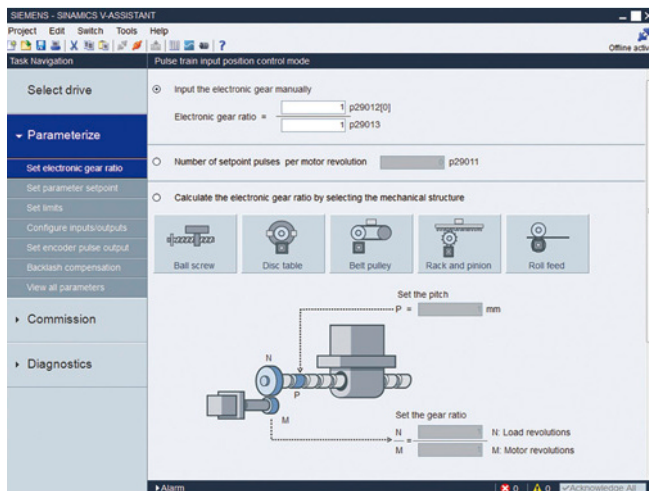 SIEMENS - SINAMICS V-ASSISTANT
Project Edit Switch Tools Help
Offline activ
Task Navigation
Pulse train input position control mode
Select drive
Parameterize
Set electronic gear ratio
Set parameter setpoint
Set limits
Configure inputs/outputs
Set encoder pulse output
Backlash compensation
View all parameters
Commission
Diagnostics
Input the electronic gear manually
Electronic gear ratio =
1 p29012[0]
1 p29013
Number of setpoint pulses per motor revolution p29011
Calculate the electronic gear ratio by selecting the mechanical structure
Ball screw
Disc table
Belt pulley
Rack and pinion
Roll feed
Set the pitch
P = 1 mm
N
P
M
Set the gear ratio
N 1 N: Load revolutions
=
M 1 M: Motor revolutions
Alarm
0 0 Acknowledge All